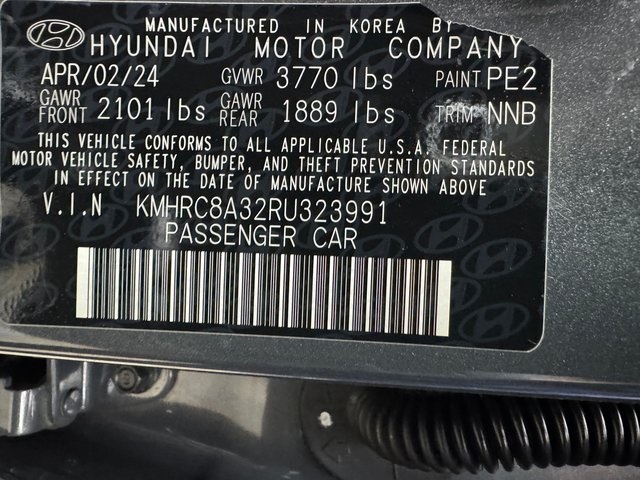 MANUFACTURED IN KOREA BY
HYUNDAI MOTOR COMPANY
APR/02/24 GVWR 3770 lbs PAINT PE2
GAWR FRONT 2101 lbs GAWR REAR 1889 lbs TRIM NNB
THIS VEHICLE CONFORMS TO ALL APPLICABLE U.S.A. FEDERAL
MOTOR VEHICLE SAFETY, BUMPER, AND THEFT PREVENTION STANDARDS
IN EFFECT ON THE DATE OF MANUFACTURE SHOWN ABOVE
V.I.N KMHRC8A32RU323991
PASSENGER CAR